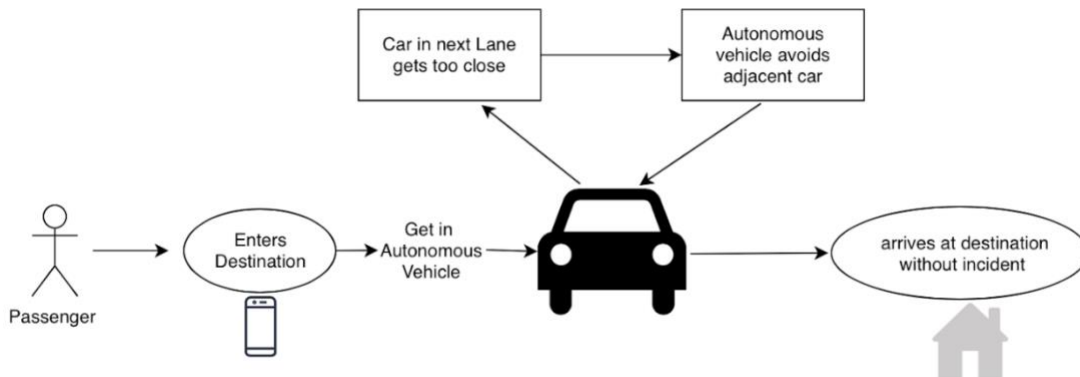 Car in next Lane
gets too close
Autonomous
vehicle avoids
adjacent car
Passenger
Enters
Destination
Get in
Autonomous
Vehicle
arrives at destination
without incident